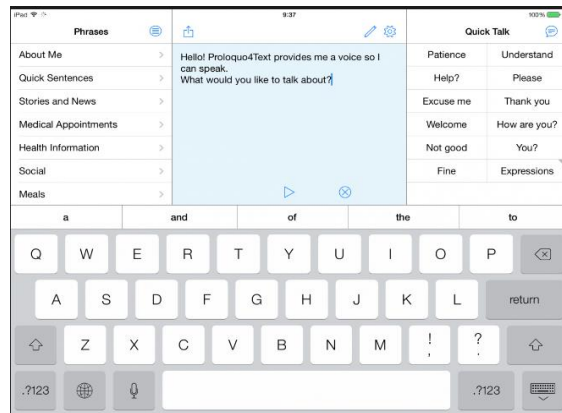 iPad
9:37
100%
Phrases
Quick Talk
About Me
Quick Sentences
Stories and News
Medical Appointments
Health Information
Social
Meals
Hello! Proloquo4Text provides me a voice so I
can speak.
What would you like to talk about?
Patience Understand
Help? Please
Excuse me Thank you
Welcome How are you?
Not good You?
Fine Expressions
a and of the to
Q W E R T Y U I O P
A S D F G H J K L return
Z X C V B N M ! , ? .
.?123 .?123